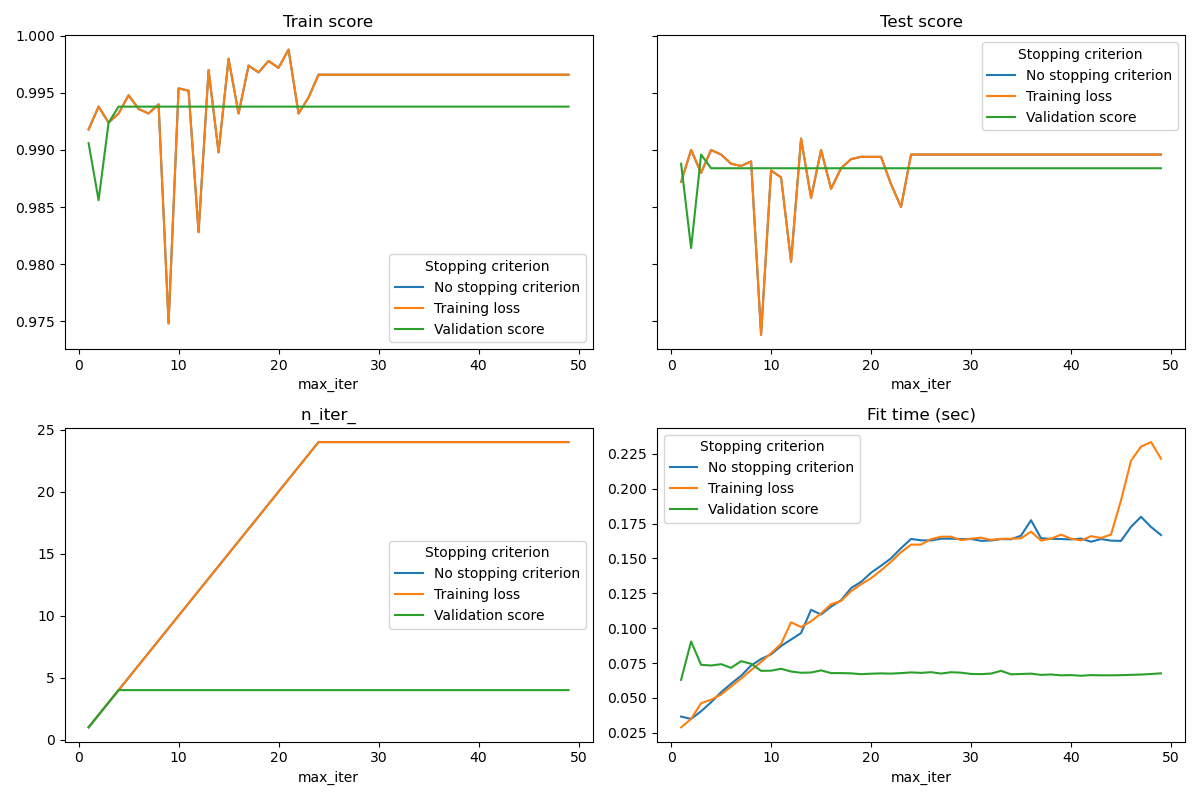 Train score
1.000
0.995
0.990
0.985
0.980
0.975
Stopping criterion
No stopping criterion
Training loss
Validation score
0 10 20 30 40 50
max_iter
Test score
Stopping criterion
No stopping criterion
Training loss
Validation score
0 10 20 30 40 50
max_iter
n_iter_
25
20
15
10
5
0
Stopping criterion
No stopping criterion
Training loss
Validation score
0 10 20 30 40 50
max_iter
Fit time (sec)
Stopping criterion
No stopping criterion
Training loss
Validation score
0.225
0.200
0.175
0.150
0.125
0.100
0.075
0.050
0.025
0 10 20 30 40 50
max_iter